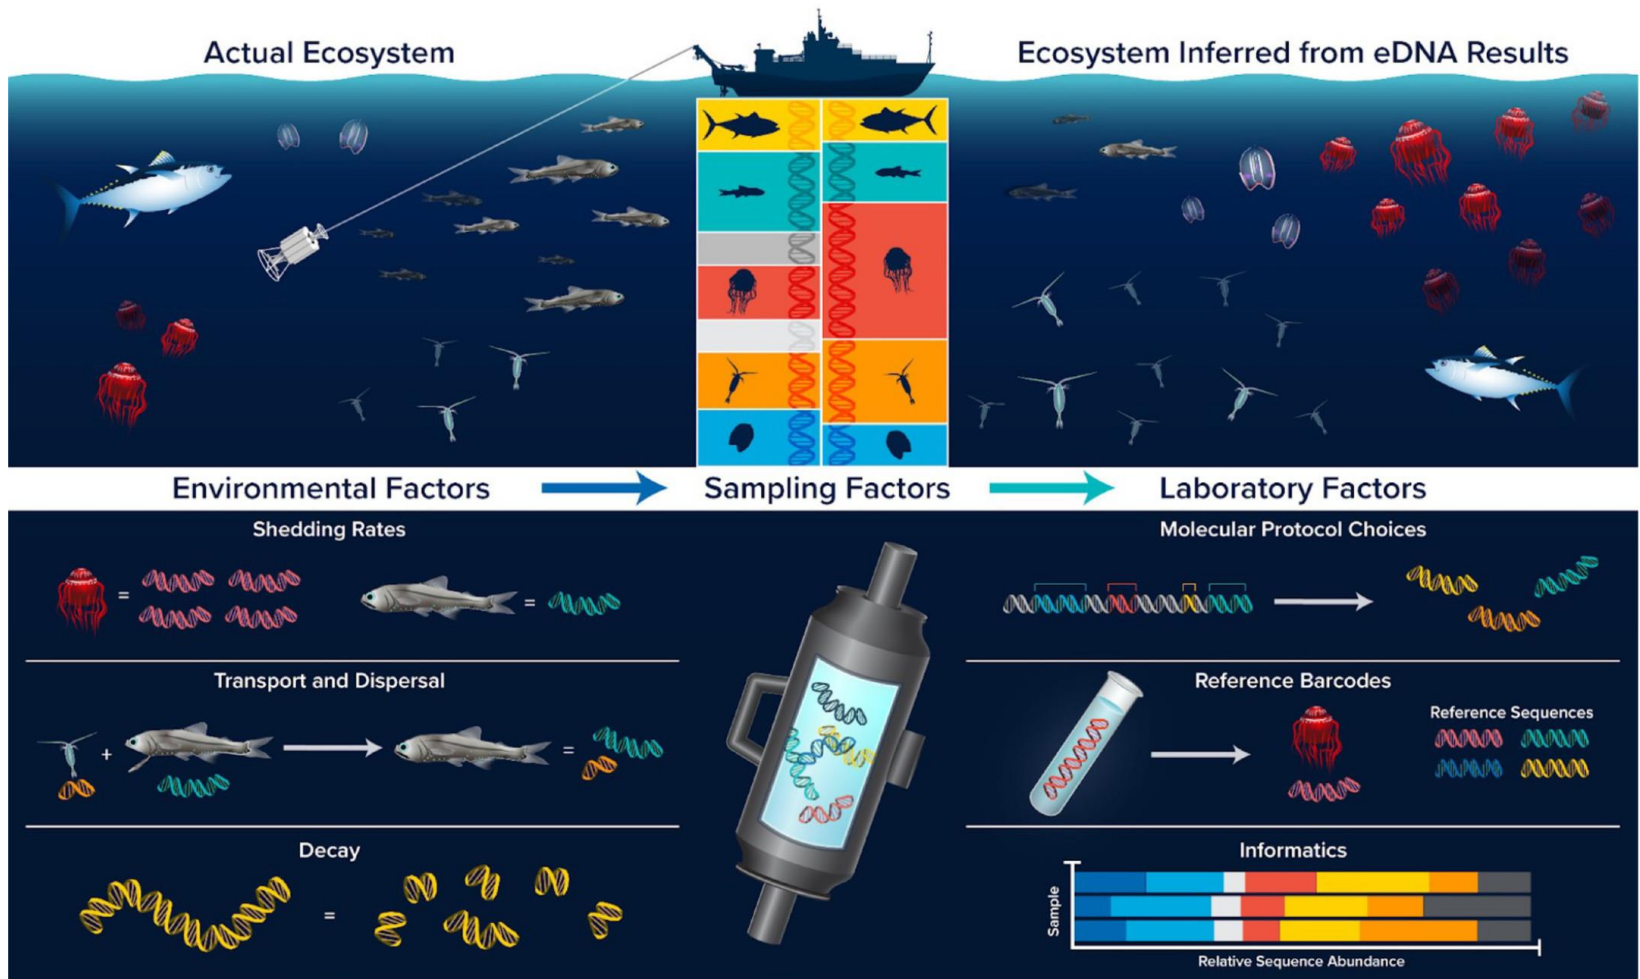 Actual Ecosystem
Ecosystem Inferred from eDNA Results
Environmental Factors
Sampling Factors
Laboratory Factors
Shedding Rates
=
=
Transport and Dispersal
+
=
Decay
=
Molecular Protocol Choices
Reference Barcodes
Reference Sequences
Informatics
Sample
Relative Sequence Abundance